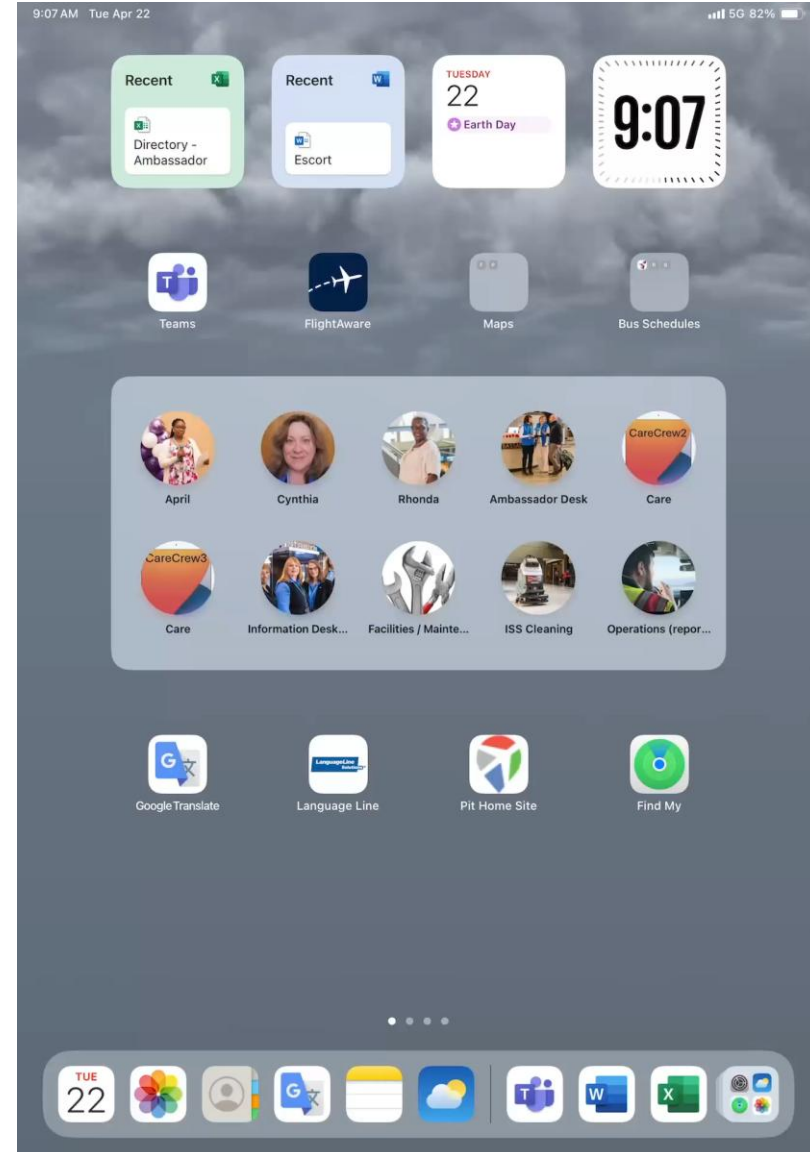 9:07 AM Tue Apr 22
5G 82%
Recent
Directory -
Ambassador
Recent
Escort
TUESDAY
22
Earth Day
9:07
Teams
FlightAware
Maps
Bus Schedules
CareCrew2
April
Cynthia
Rhonda
Ambassador Desk
Care
CareCrew3
Care
Information Desk...
Facilities / Mainte...
ISS Cleaning
Operations (repor...
LanguageLine
Solutions
Google Translate
Language Line
Pit Home Site
Find My
TUE
22